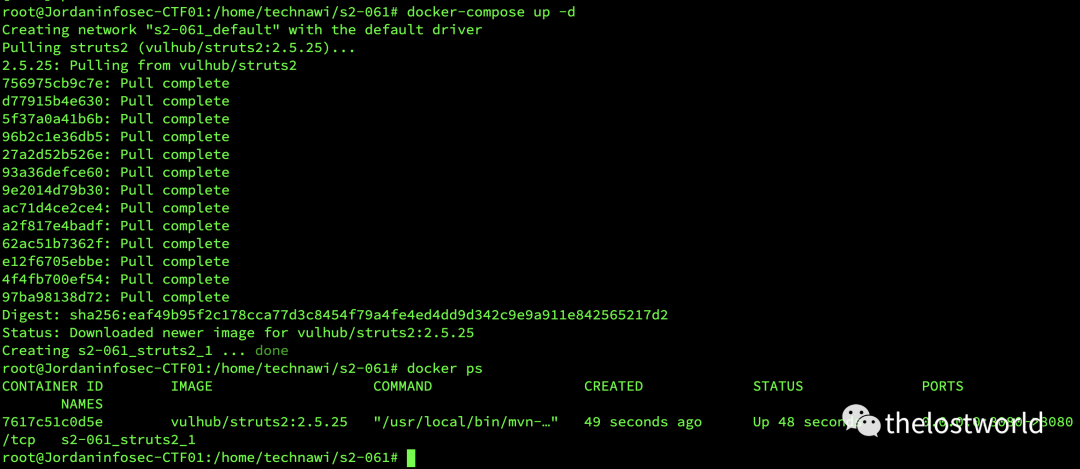 root@Jordaninfosec-CTF01:/home/technawi/s2-061# docker-compose up -d
Creating network "s2-061_default" with the default driver
Pulling struts2 (vulhub/struts2:2.5.25)...
2.5.25: Pulling from vulhub/struts2
756975cb9c7e: Pull complete
d77915b4e630: Pull complete
5f37a0a41b6b: Pull complete
96b2c1e36db5: Pull complete
27a2d52b526e: Pull complete
93a36defce60: Pull complete
9e2014d79b30: Pull complete
ac71d4ce2ce4: Pull complete
a2f817e4badf: Pull complete
62ac51b7362f: Pull complete
e12f6705ebbe: Pull complete
4f4fb700ef54: Pull complete
97ba98138d72: Pull complete
Digest: sha256:eaf49b95f2c178cca77d3c8454f79a4fe4ed4dd9d342c9e9a911e842565217d2
Status: Downloaded newer image for vulhub/struts2:2.5.25
Creating s2-061_struts2_1 ... done
root@Jordaninfosec-CTF01:/home/technawi/s2-061# docker ps
CONTAINER ID IMAGE COMMAND CREATED STATUS PORTS
NAMES
7617c51c0d5e vulhub/struts2:2.5.25 "/usr/local/bin/mvn-…" 49 seconds ago Up 48
/tcp s2-061_struts2_1
root@Jordaninfosec-CTF01:/home/technawi/s2-061#
thelostworld